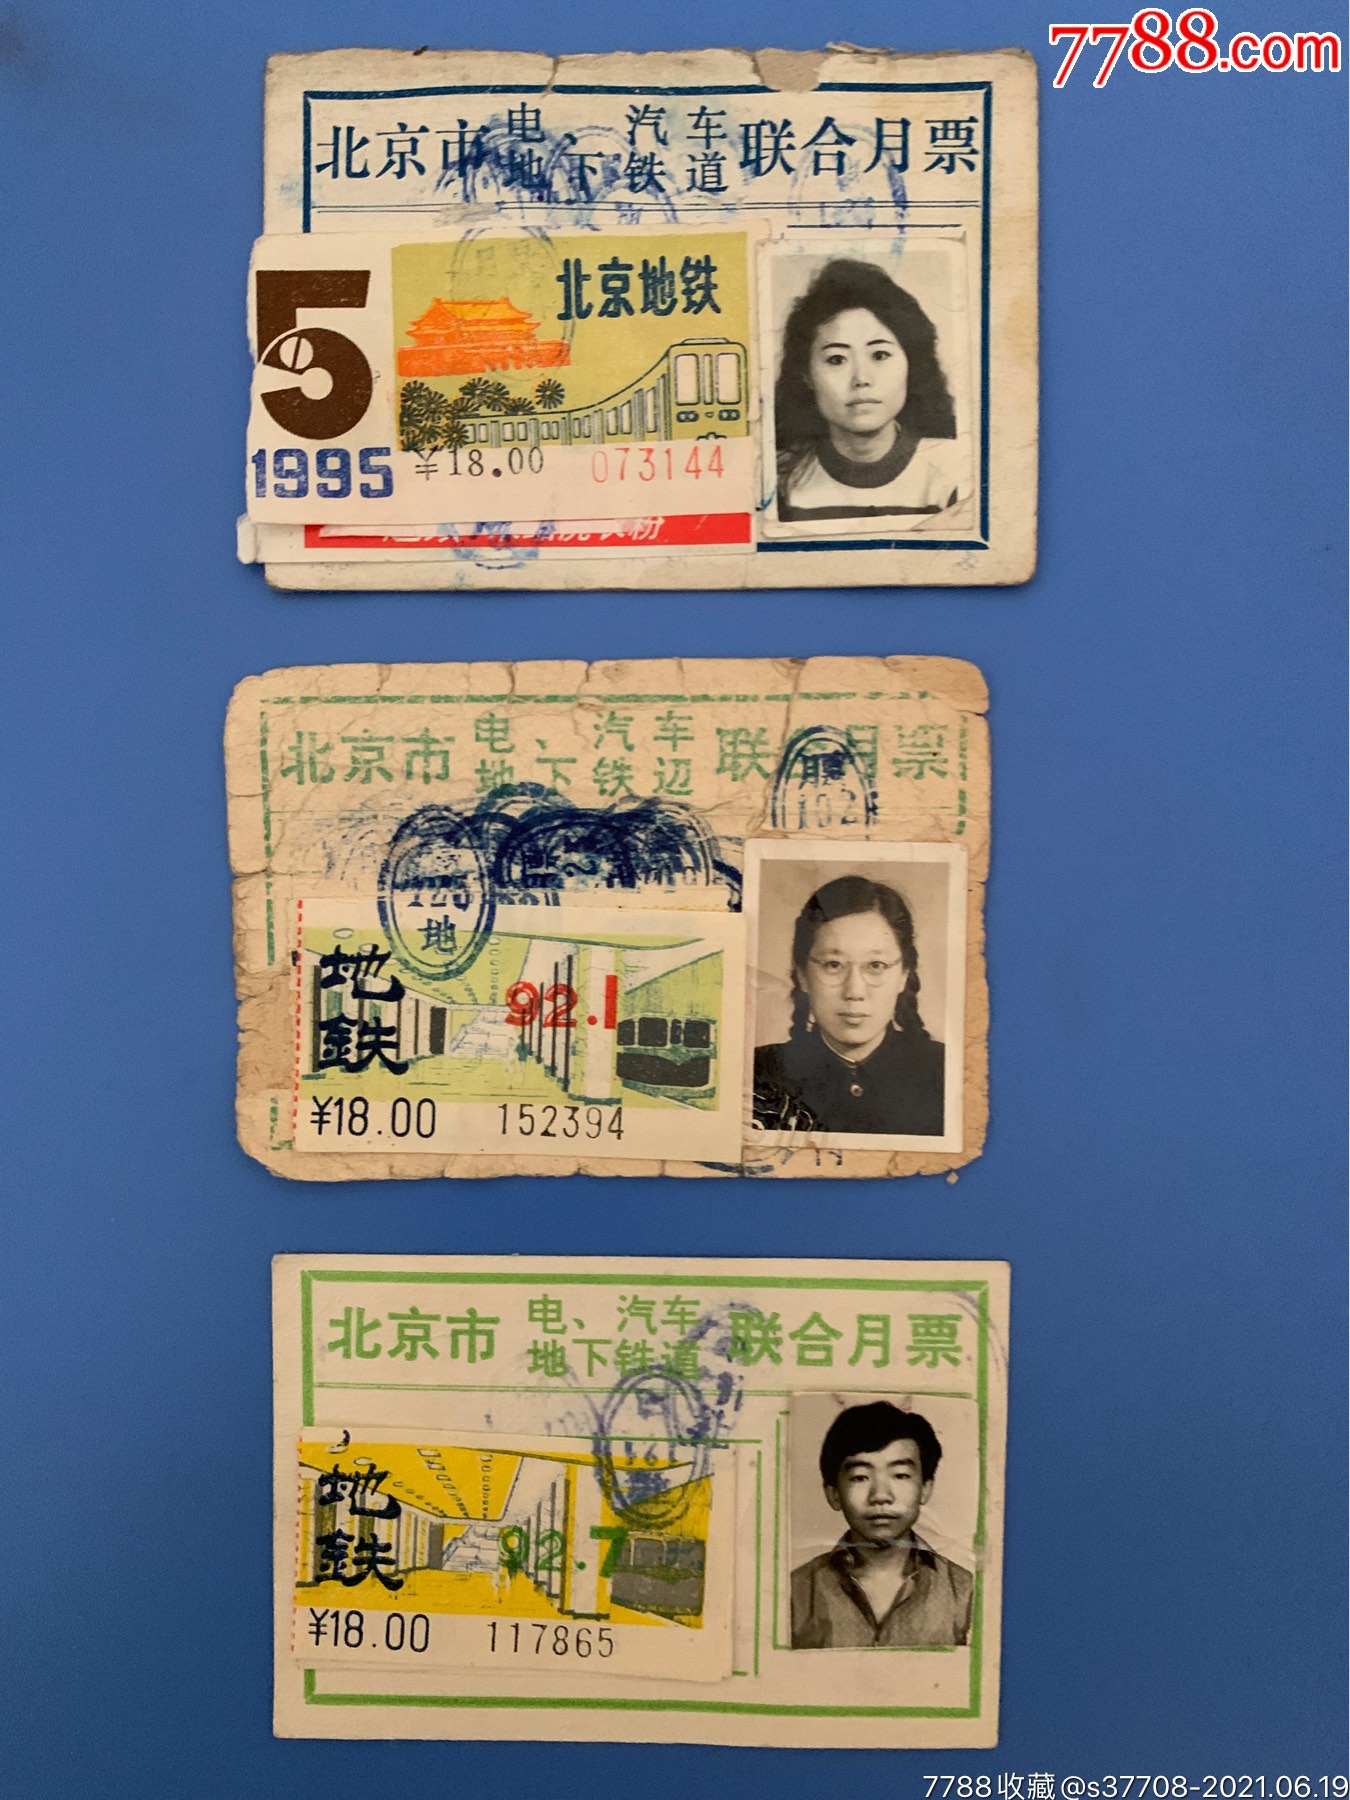 7788.com
北京市 电、汽车 联合月票
地下铁道
北京地铁
5
1995
¥18.00 073144
北京市 电、汽车 联合月票
地下铁辺
1026
地
地鉄
92.1
¥18.00 152394
北京市 电、汽车 联合月票
地下铁道
地鉄
92.7
¥18.00 117865
7788收藏@s37708-2021.06.19